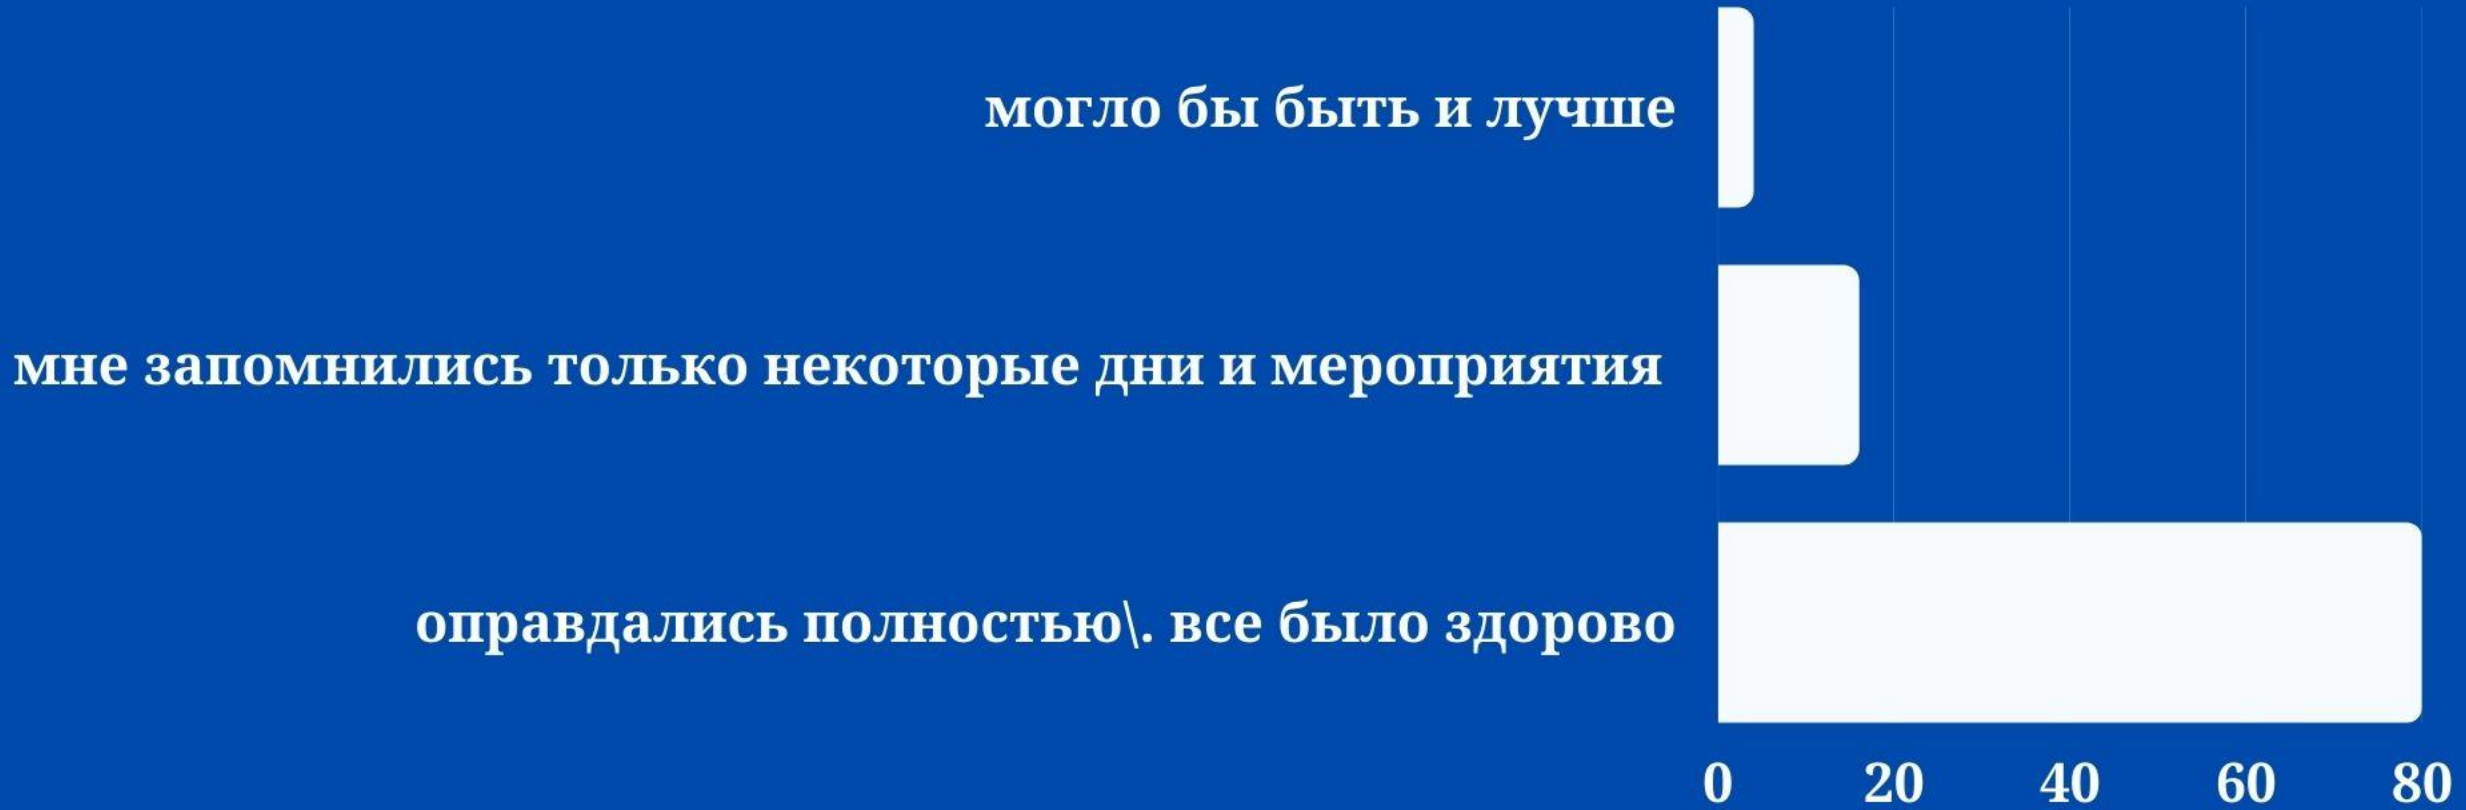 могло бы быть и лучше
мне запомнились только некоторые дни и мероприятия
оправдались полностью\. все было здорово
0 20 40 60 80